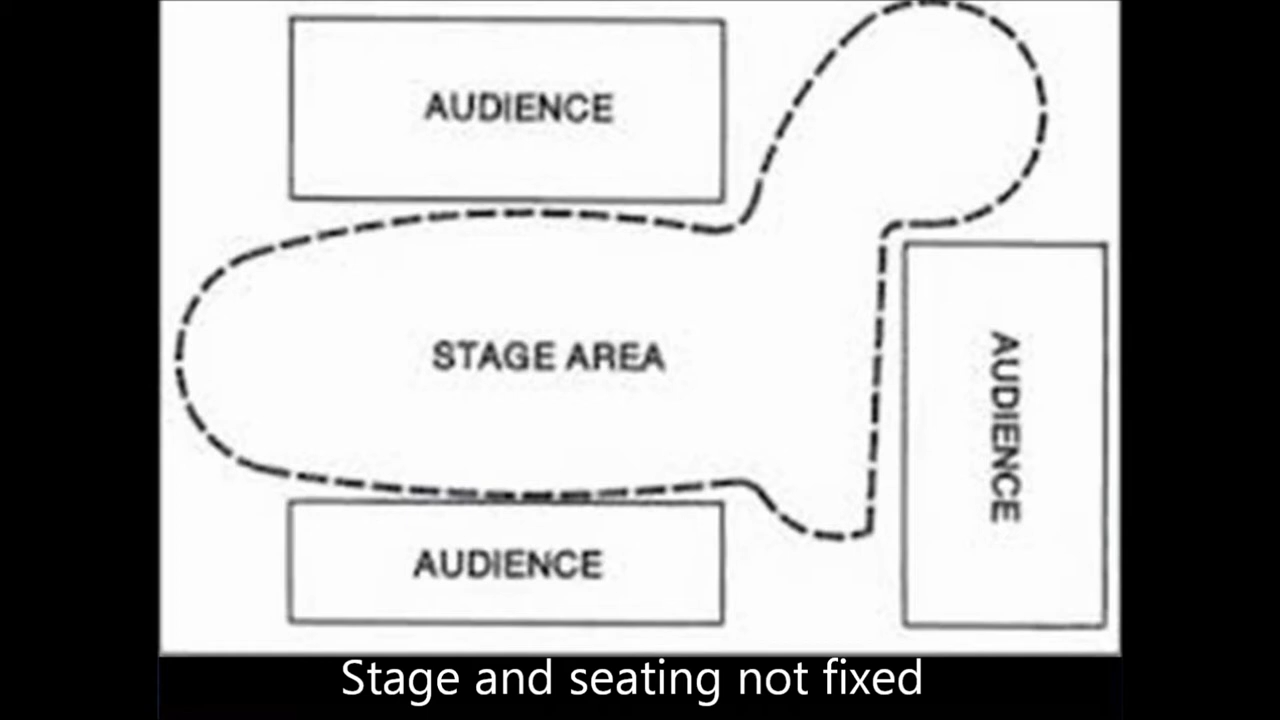 AUDIENCE
STAGE AREA
AUDIENCE
AUDIENCE
Stage and seating not fixed